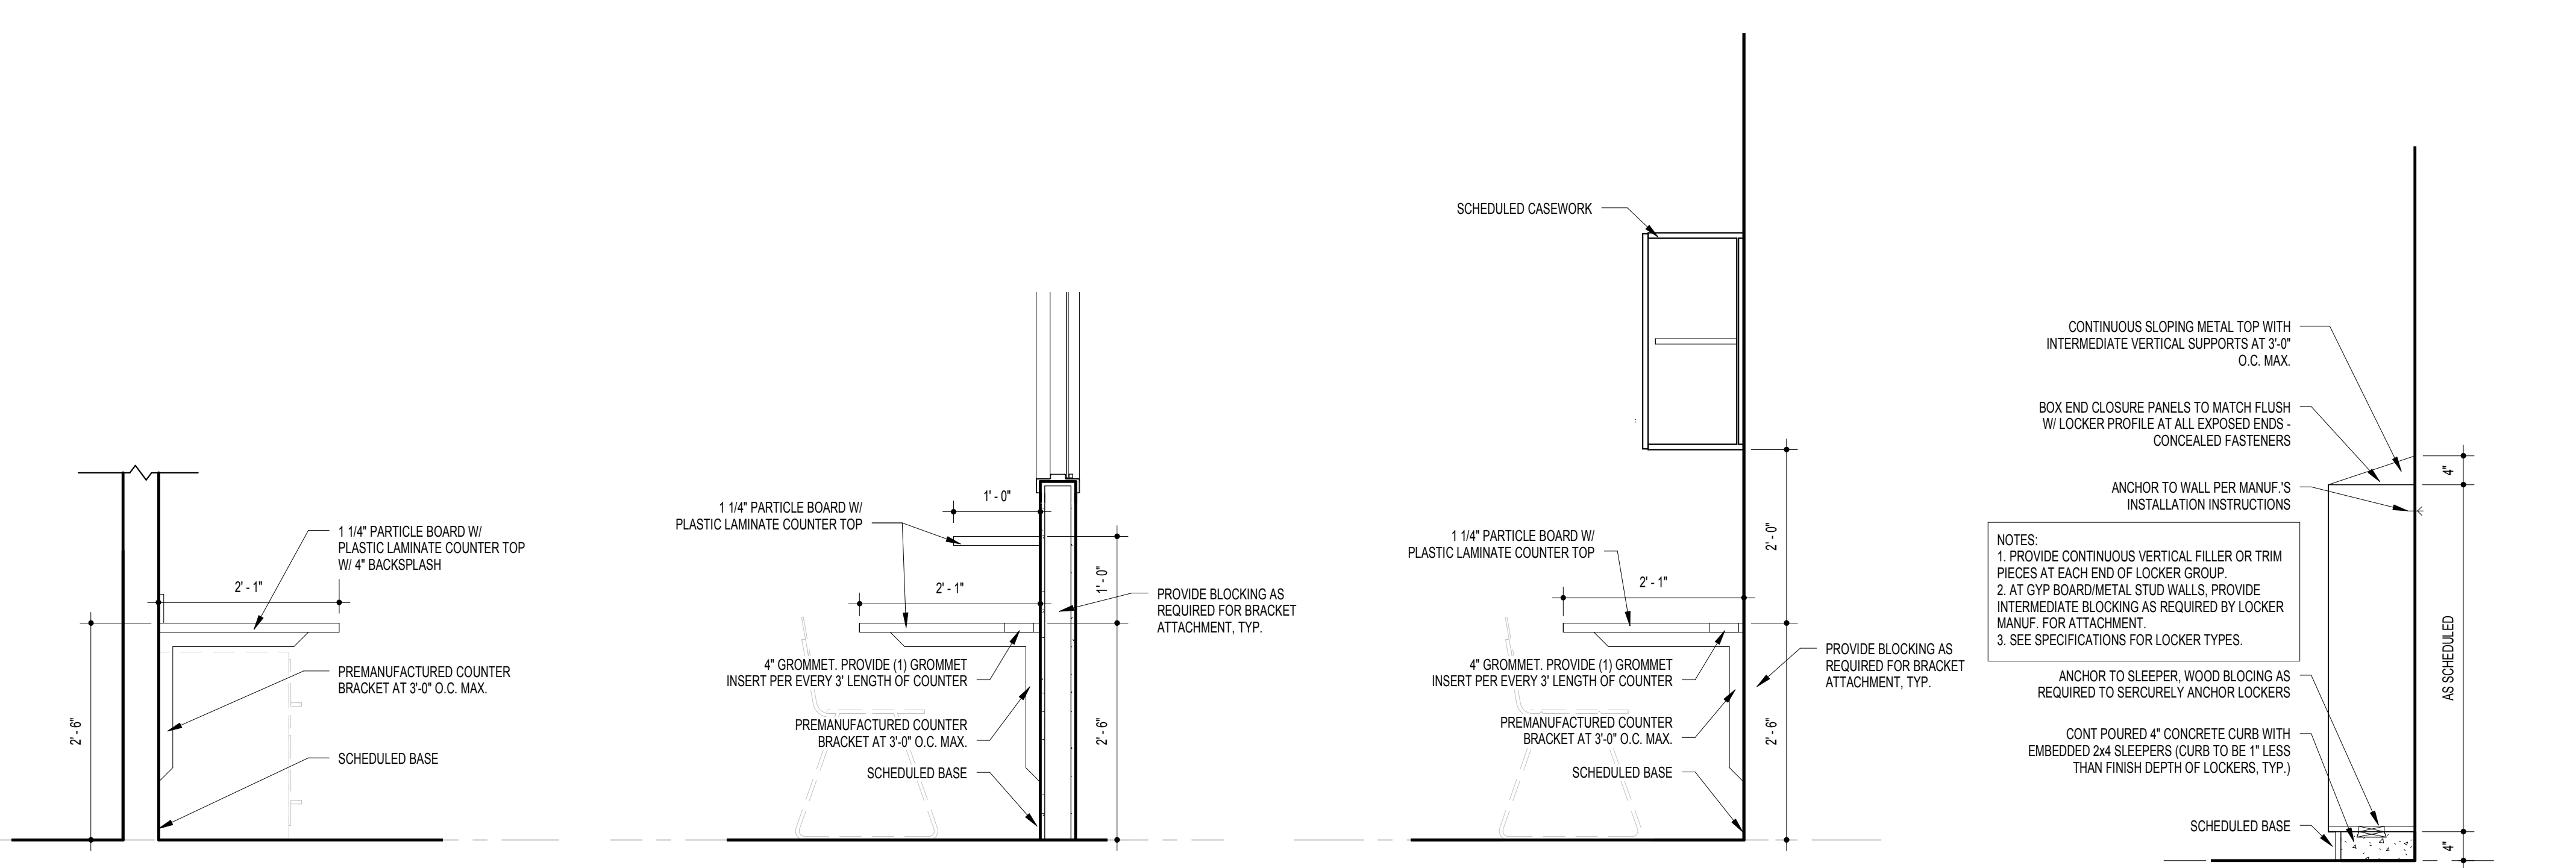 1 1/4" PARTICLE BOARD W/
PLASTIC LAMINATE COUNTER TOP
W/ 4" BACKSPLASH
2' - 1"
PREMANUFACTURED COUNTER
BRACKET AT 3'-0" O.C. MAX.
2' - 6"
SCHEDULED BASE
1' - 0"
1 1/4" PARTICLE BOARD W/
PLASTIC LAMINATE COUNTER TOP
1' - 0"
2' - 1"
PROVIDE BLOCKING AS
REQUIRED FOR BRACKET
ATTACHMENT, TYP.
4" GROMMET. PROVIDE (1) GROMMET
INSERT PER EVERY 3' LENGTH OF COUNTER
PREMANUFACTURED COUNTER
BRACKET AT 3'-0" O.C. MAX.
2' - 6"
SCHEDULED BASE
SCHEDULED CASEWORK
1 1/4" PARTICLE BOARD W/
PLASTIC LAMINATE COUNTER TOP
2' - 0"
2' - 1"
PROVIDE BLOCKING AS
REQUIRED FOR BRACKET
ATTACHMENT, TYP.
4" GROMMET. PROVIDE (1) GROMMET
INSERT PER EVERY 3' LENGTH OF COUNTER
PREMANUFACTURED COUNTER
BRACKET AT 3'-0" O.C. MAX.
2' - 6"
SCHEDULED BASE
CONTINUOUS SLOPING METAL TOP WITH
INTERMEDIATE VERTICAL SUPPORTS AT 3'-0"
O.C. MAX.
BOX END CLOSURE PANELS TO MATCH FLUSH
W/ LOCKER PROFILE AT ALL EXPOSED ENDS -
CONCEALED FASTENERS
4"
ANCHOR TO WALL PER MANUF.'S
INSTALLATION INSTRUCTIONS
NOTES:
1. PROVIDE CONTINUOUS VERTICAL FILLER OR TRIM
PIECES AT EACH END OF LOCKER GROUP.
2. AT GYP BOARD/METAL STUD WALLS, PROVIDE
INTERMEDIATE BLOCKING AS REQUIRED BY LOCKER
MANUF. FOR ATTACHMENT.
3. SEE SPECIFICATIONS FOR LOCKER TYPES.
AS SCHEDULED
ANCHOR TO SLEEPER, WOOD BLOCING AS
REQUIRED TO SERCURELY ANCHOR LOCKERS
CONT POURED 4" CONCRETE CURB WITH
EMBEDDED 2x4 SLEEPERS (CURB TO BE 1" LESS
THAN FINISH DEPTH OF LOCKERS, TYP.)
SCHEDULED BASE
4"